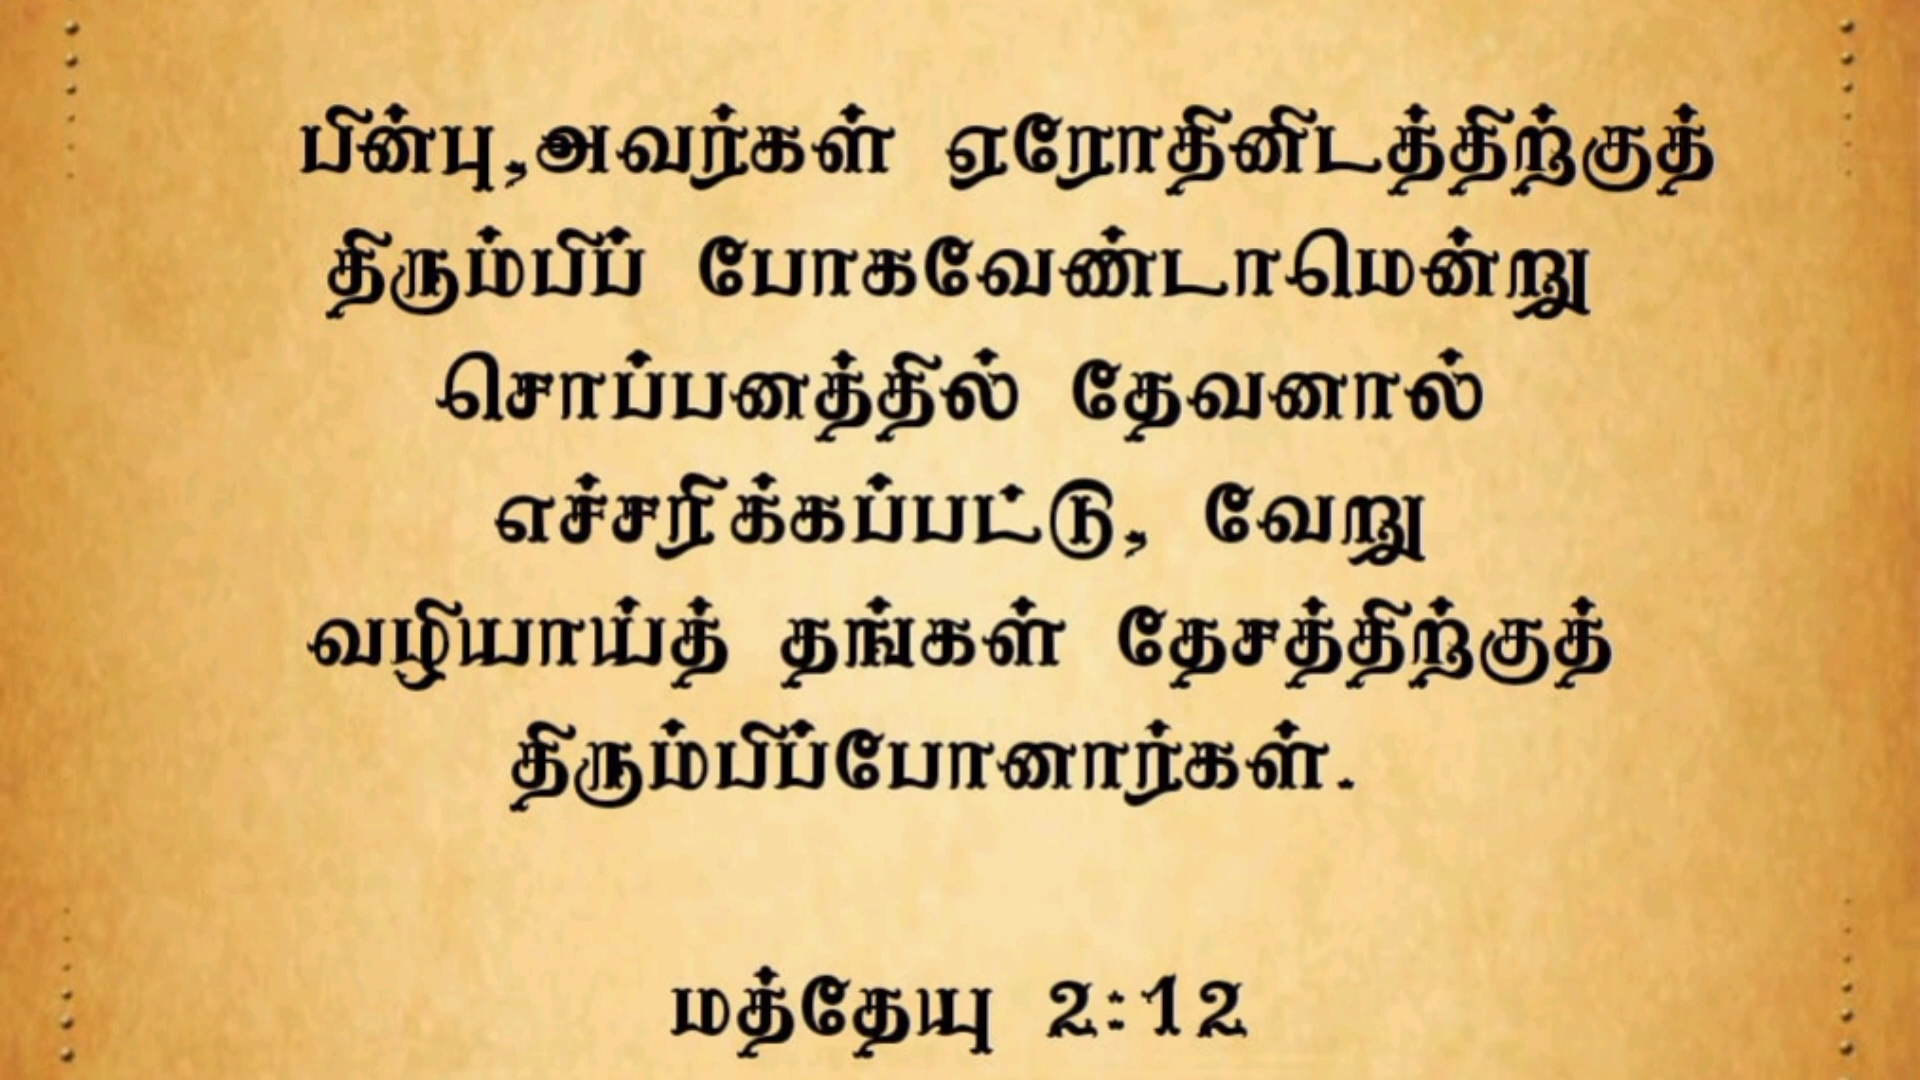 பின்பு,அவர்கள் ஏரோதினிடத்திற்குத்
திரும்பிப் போகவேண்டாமென்று
சொப்பனத்தில் தேவனால்
எச்சரிக்கப்பட்டு, வேறு
வழியாய்த் தங்கள் தேசத்திற்குத்
திரும்பிப்போனார்கள்.
மத்தேயு 2:12